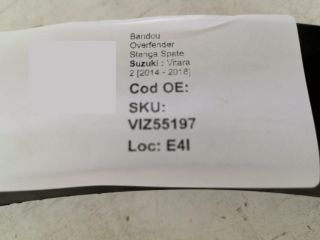 Bandou
Overfender
Stanga Spate
Suzuki : Vitara
2 [2014 - 2018]
Cod OE:
SKU:
VIZ55197
Loc: E4I